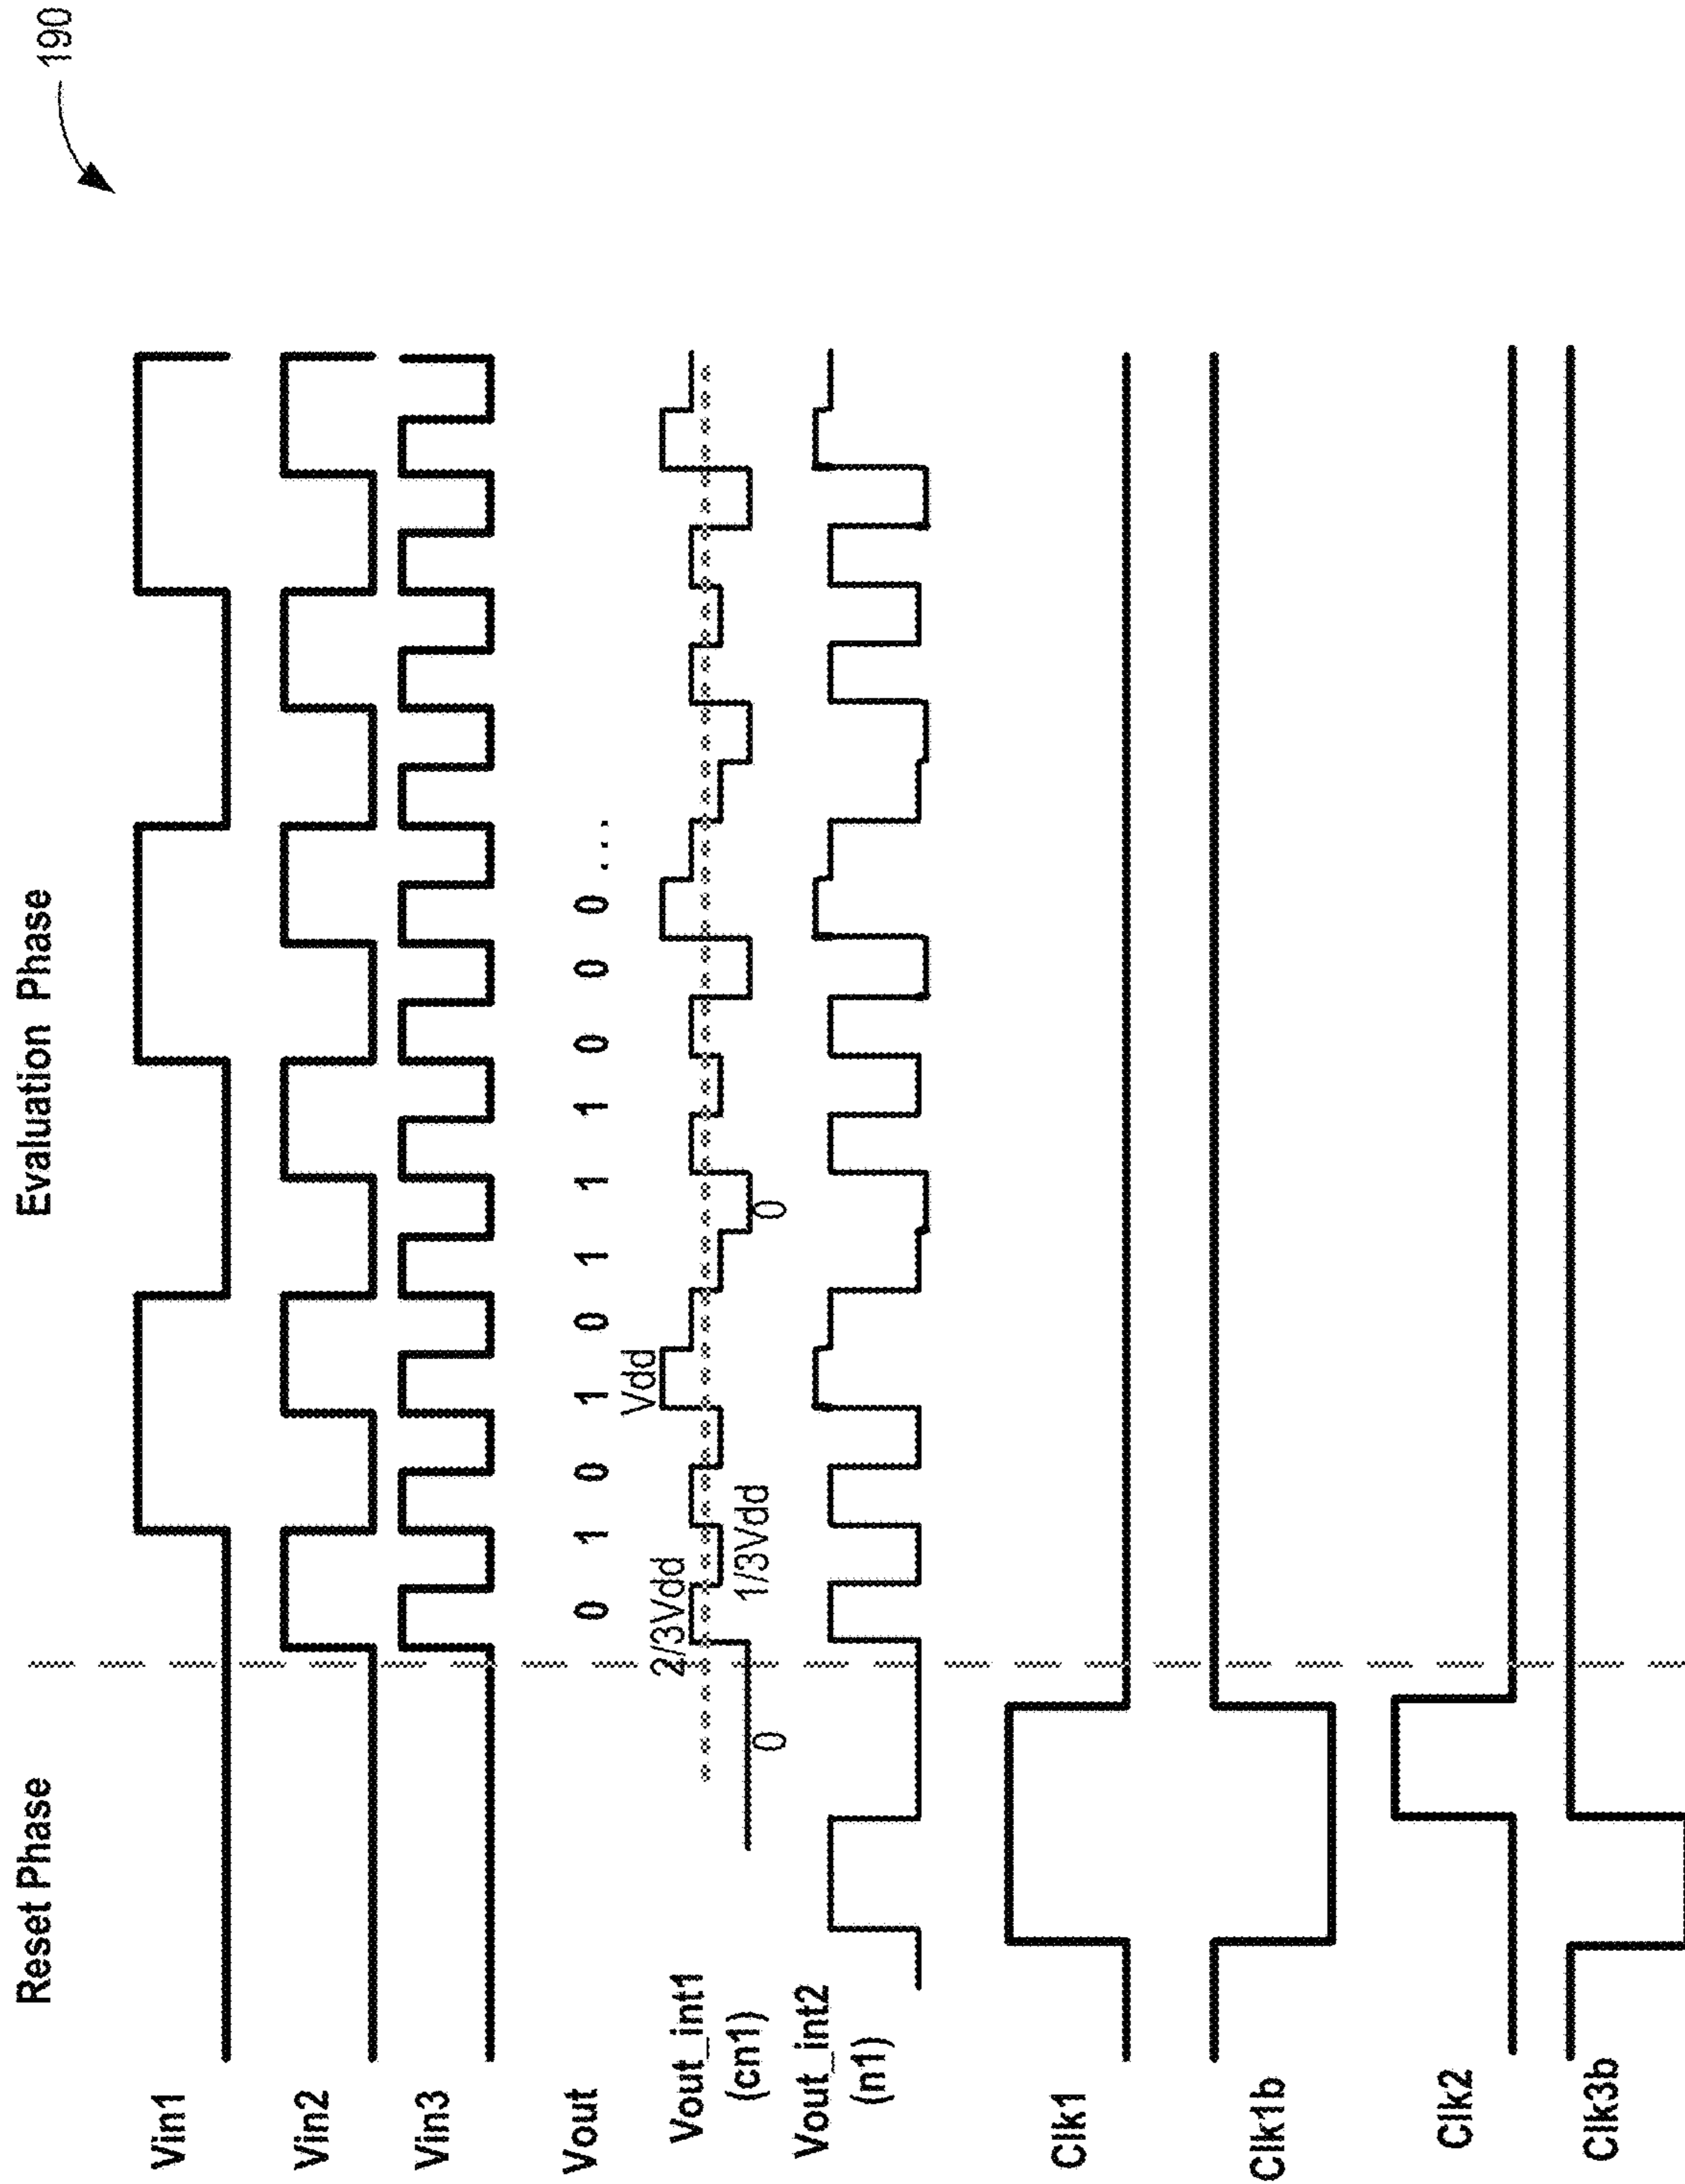 Reset Phase
Evaluation Phase
190
Vin1
Vin2
Vin3
Vout
0 1 0 1 0 1 1 1 0 0 0 ...
Vdd
2/3Vdd
Vout_int1
(cn1)
1/3Vdd
0
0
Vout_int2
(n1)
Clk1
Clk1b
Clk2
Clk3b